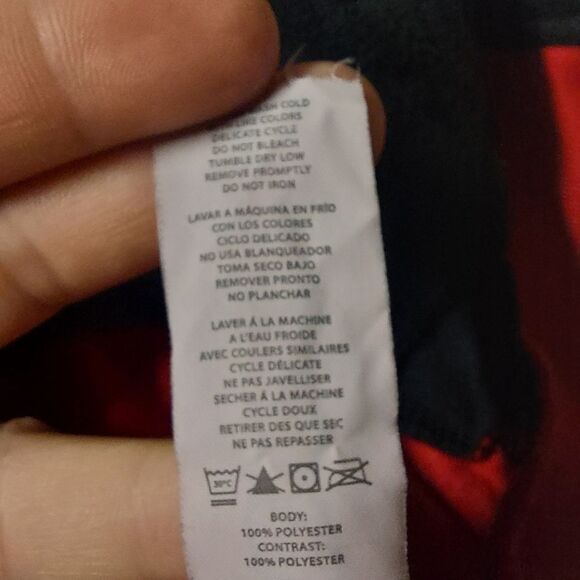 WASH COLD
LIKE COLORS
DELICATE CYCLE
DO NOT BLEACH
TUMBLE DRY LOW
REMOVE PROMPTLY
DO NOT IRON
LAVAR A MÁQUINA EN FRÍO
CON LOS COLORES
CICLO DELICADO
NO USA BLANQUEADOR
TOMA SECO BAJO
REMOVER PRONTO
NO PLANCHAR
LAVER Á LA MACHINE
A L'EAU FROIDE
AVEC COULERS SIMILAIRES
CYCLE DÉLICATE
NE PAS JAVELLISER
SÉCHER Á LA MACHINE
CYCLE DOUX
RETIRER DES QUE SEC
NE PAS REPASSER
30°C
BODY:
100% POLYESTER
CONTRAST:
100% POLYESTER